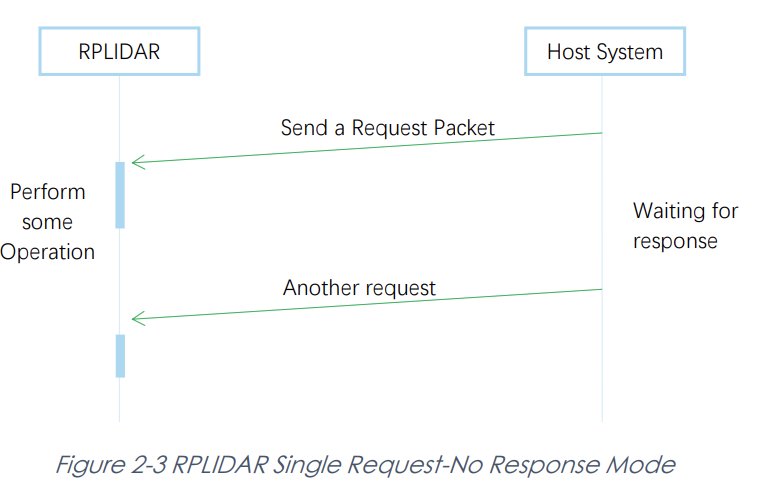 RPLIDAR
Host System
Send a Request Packet
Perform
some
Operation
Waiting for
response
Another request
Figure 2-3 RPLIDAR Single Request-No Response Mode